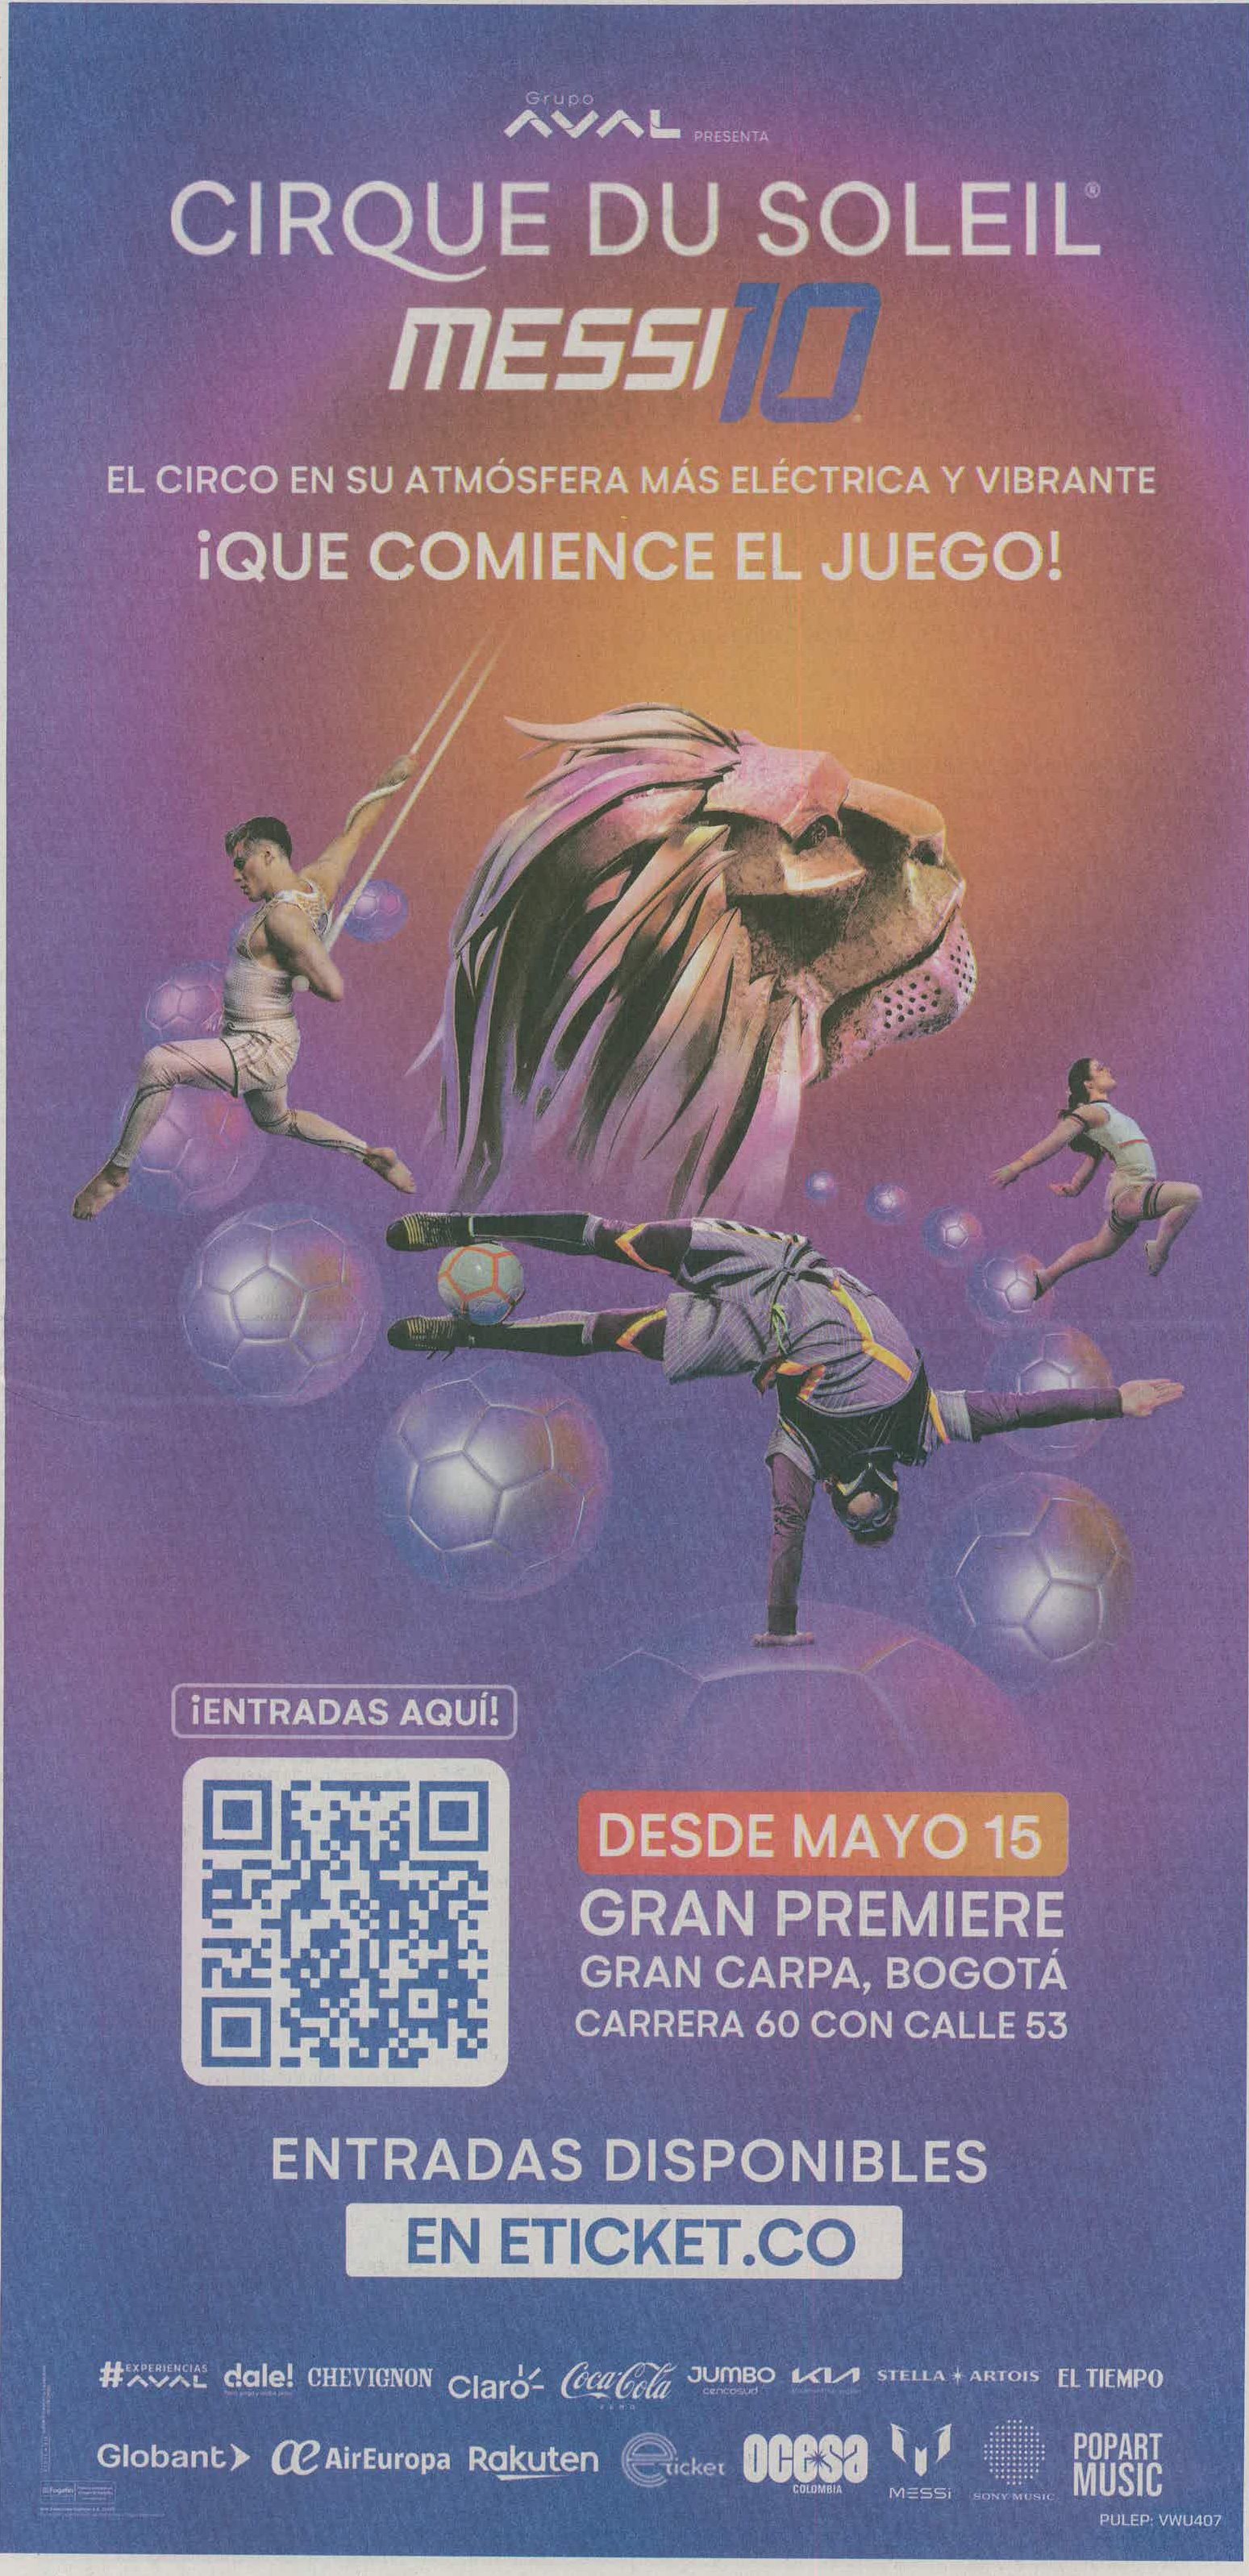 Grupo
AVAL PRESENTA
CIRQUE DU SOLEIL®
MESSI10
EL CIRCO EN SU ATMÓSFERA MÁS ELÉCTRICA Y VIBRANTE
¡QUE COMIENCE EL JUEGO!
¡ENTRADAS AQUÍ!
DESDE MAYO 15
GRAN PREMIERE
GRAN CARPA, BOGOTÁ
CARRERA 60 CON CALLE 53
ENTRADAS DISPONIBLES
EN ETICKET.CO
#EXPERIENCIAS AVAL dale! CHEVIGNON Claro Coca-Cola JUMBO cencosud KIA STELLA ARTOIS EL TIEMPO
Globant AirEuropa Rakuten eticket OCESA COLOMBIA MESSI SONY MUSIC POPART MUSIC
PULEP: VWU407